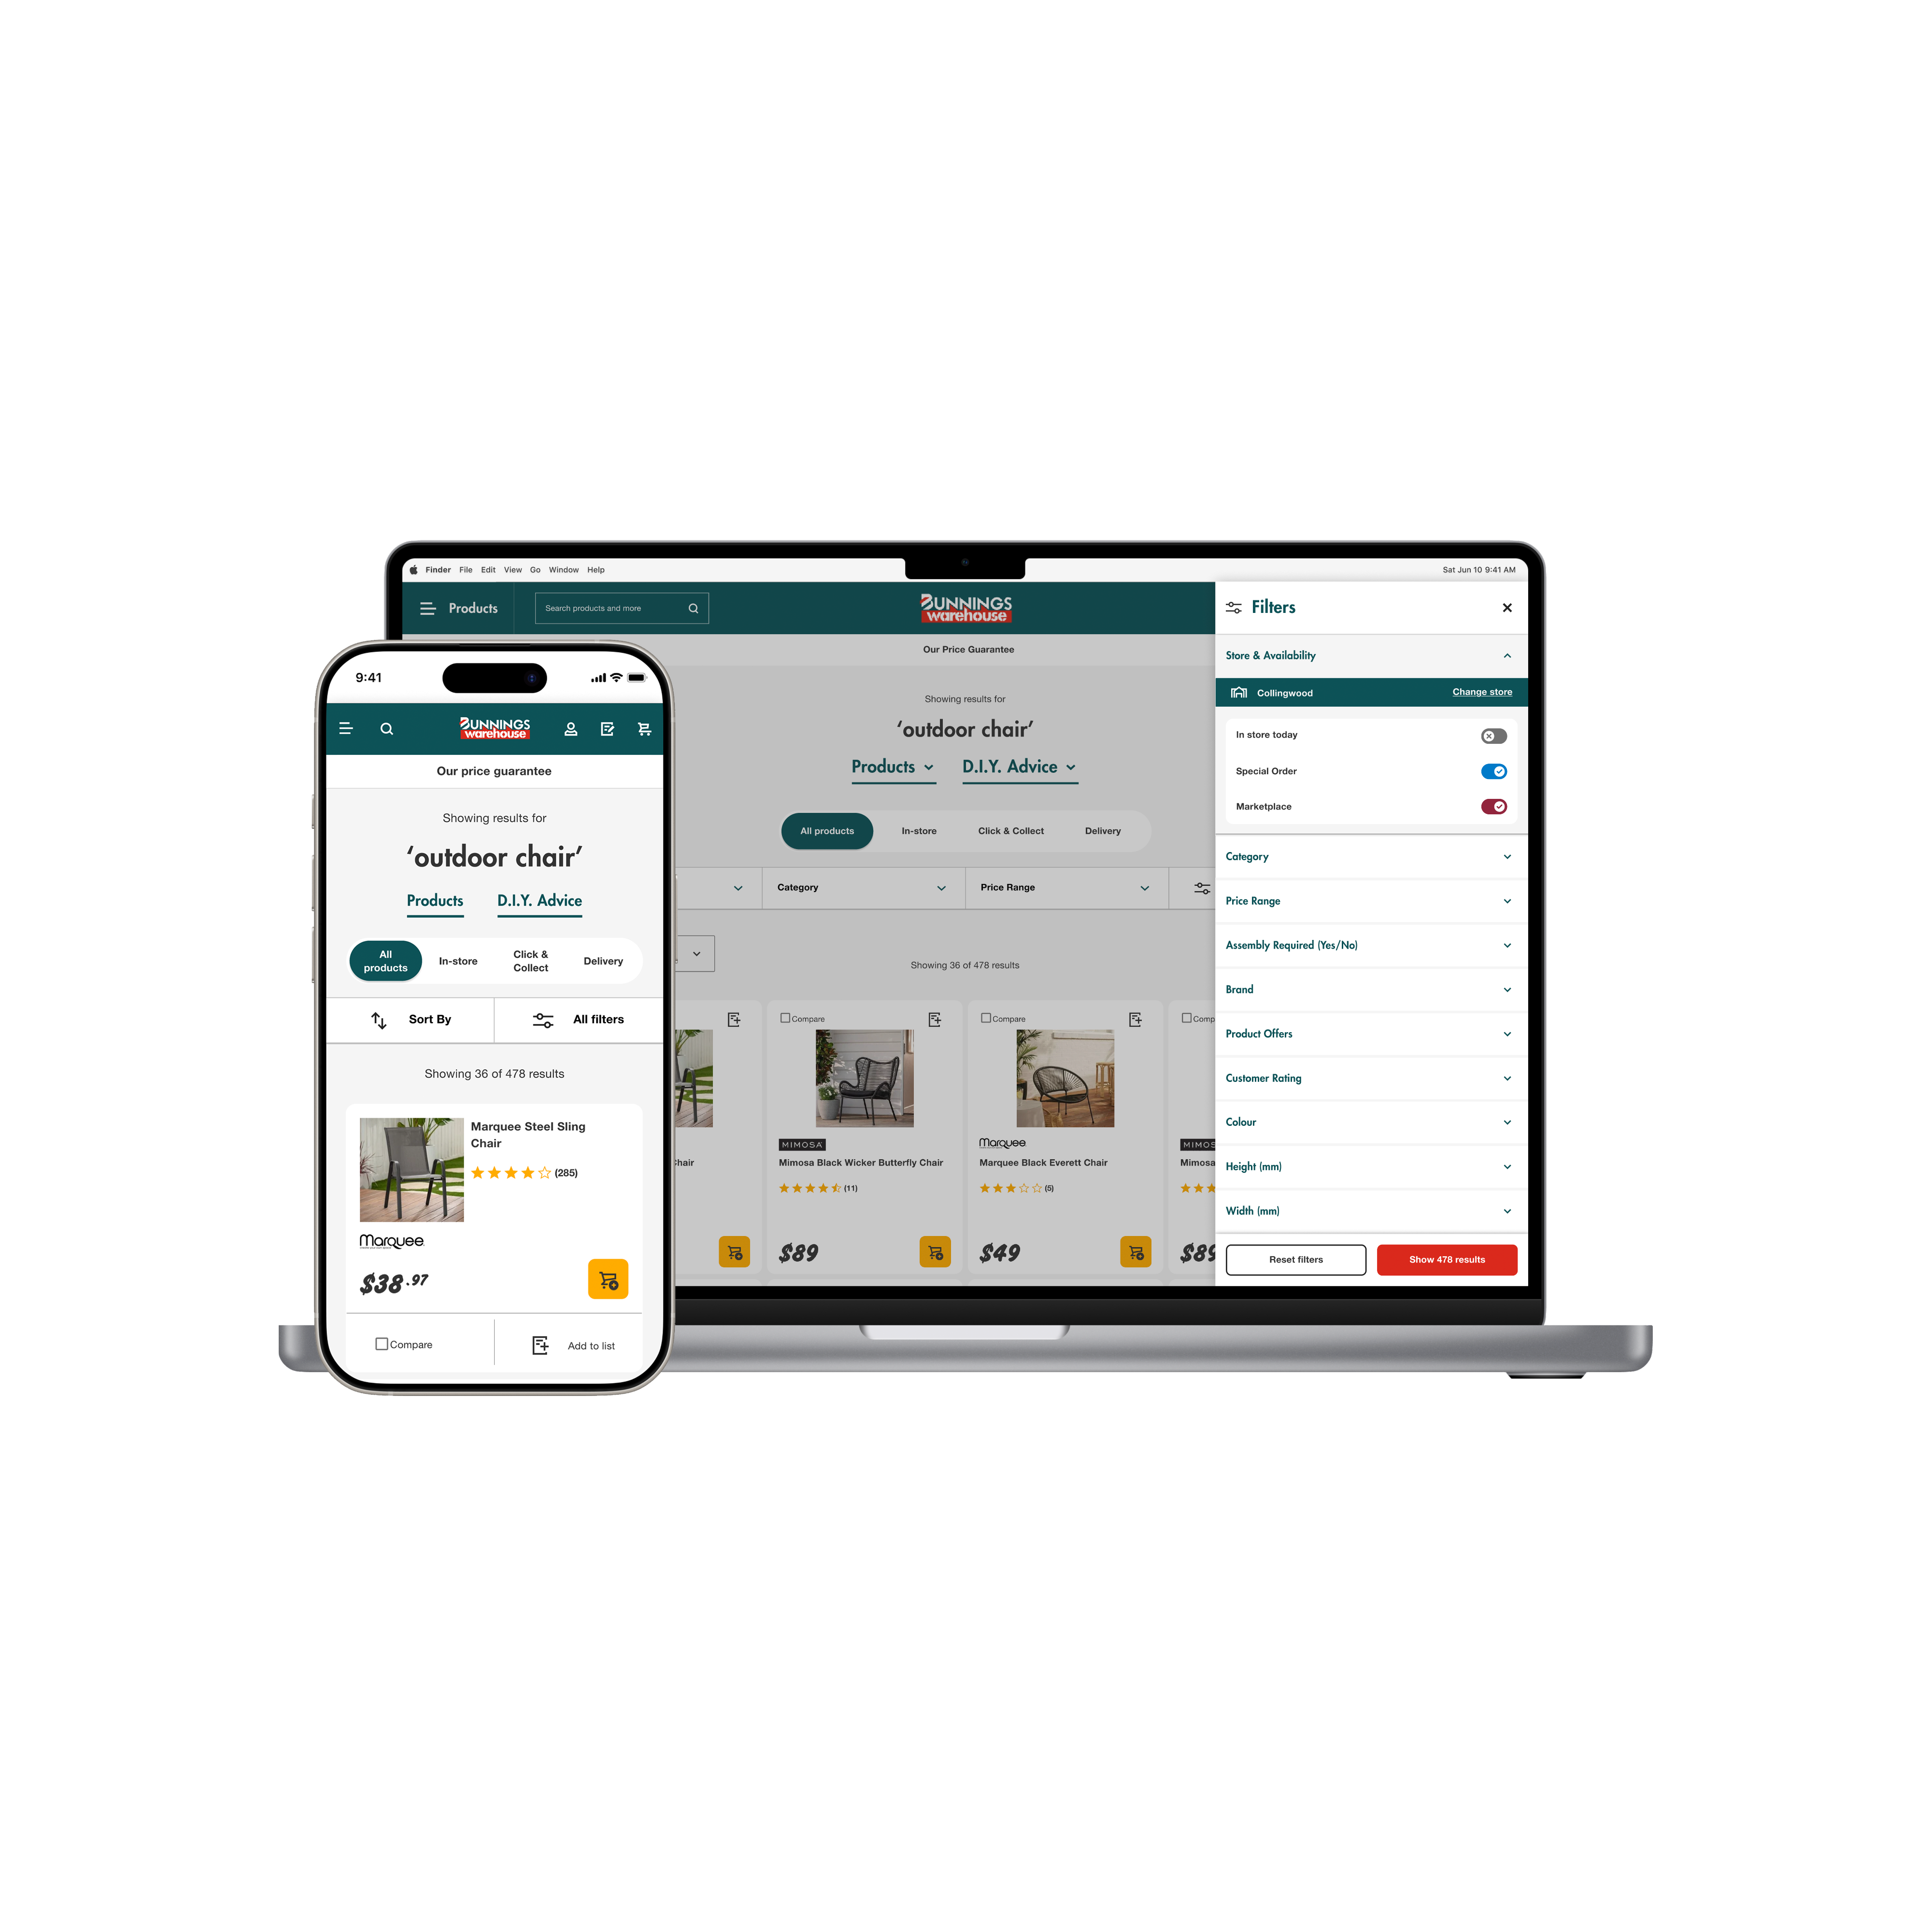 Finder File Edit View Go Window Help
Sat Jun 10 9:41 AM
Products
Search products and more
BUNNINGS
warehouse
Our Price Guarantee
Showing results for
‘outdoor chair’
Products
D.I.Y. Advice
All products
In-store
Click & Collect
Delivery
Category
Price Range
Showing 36 of 478 results
Chair
Compare
MIMOSA
Mimosa Black Wicker Butterfly Chair
(11)
$89
Compare
Marquee
Marquee Black Everett Chair
(5)
$49
Comp
MIMOS
Mimosa
$89
Filters
Store & Availability
Collingwood
Change store
In store today
Special Order
Marketplace
Category
Price Range
Assembly Required (Yes/No)
Brand
Product Offers
Customer Rating
Colour
Height (mm)
Width (mm)
Reset filters
Show 478 results
9:41
BUNNINGS
warehouse
Our price guarantee
Showing results for
‘outdoor chair’
Products
D.I.Y. Advice
All
products
In-store
Click &
Collect
Delivery
Sort By
All filters
Showing 36 of 478 results
Marquee Steel Sling
Chair
(285)
Marquee
$38.97
Compare
Add to list